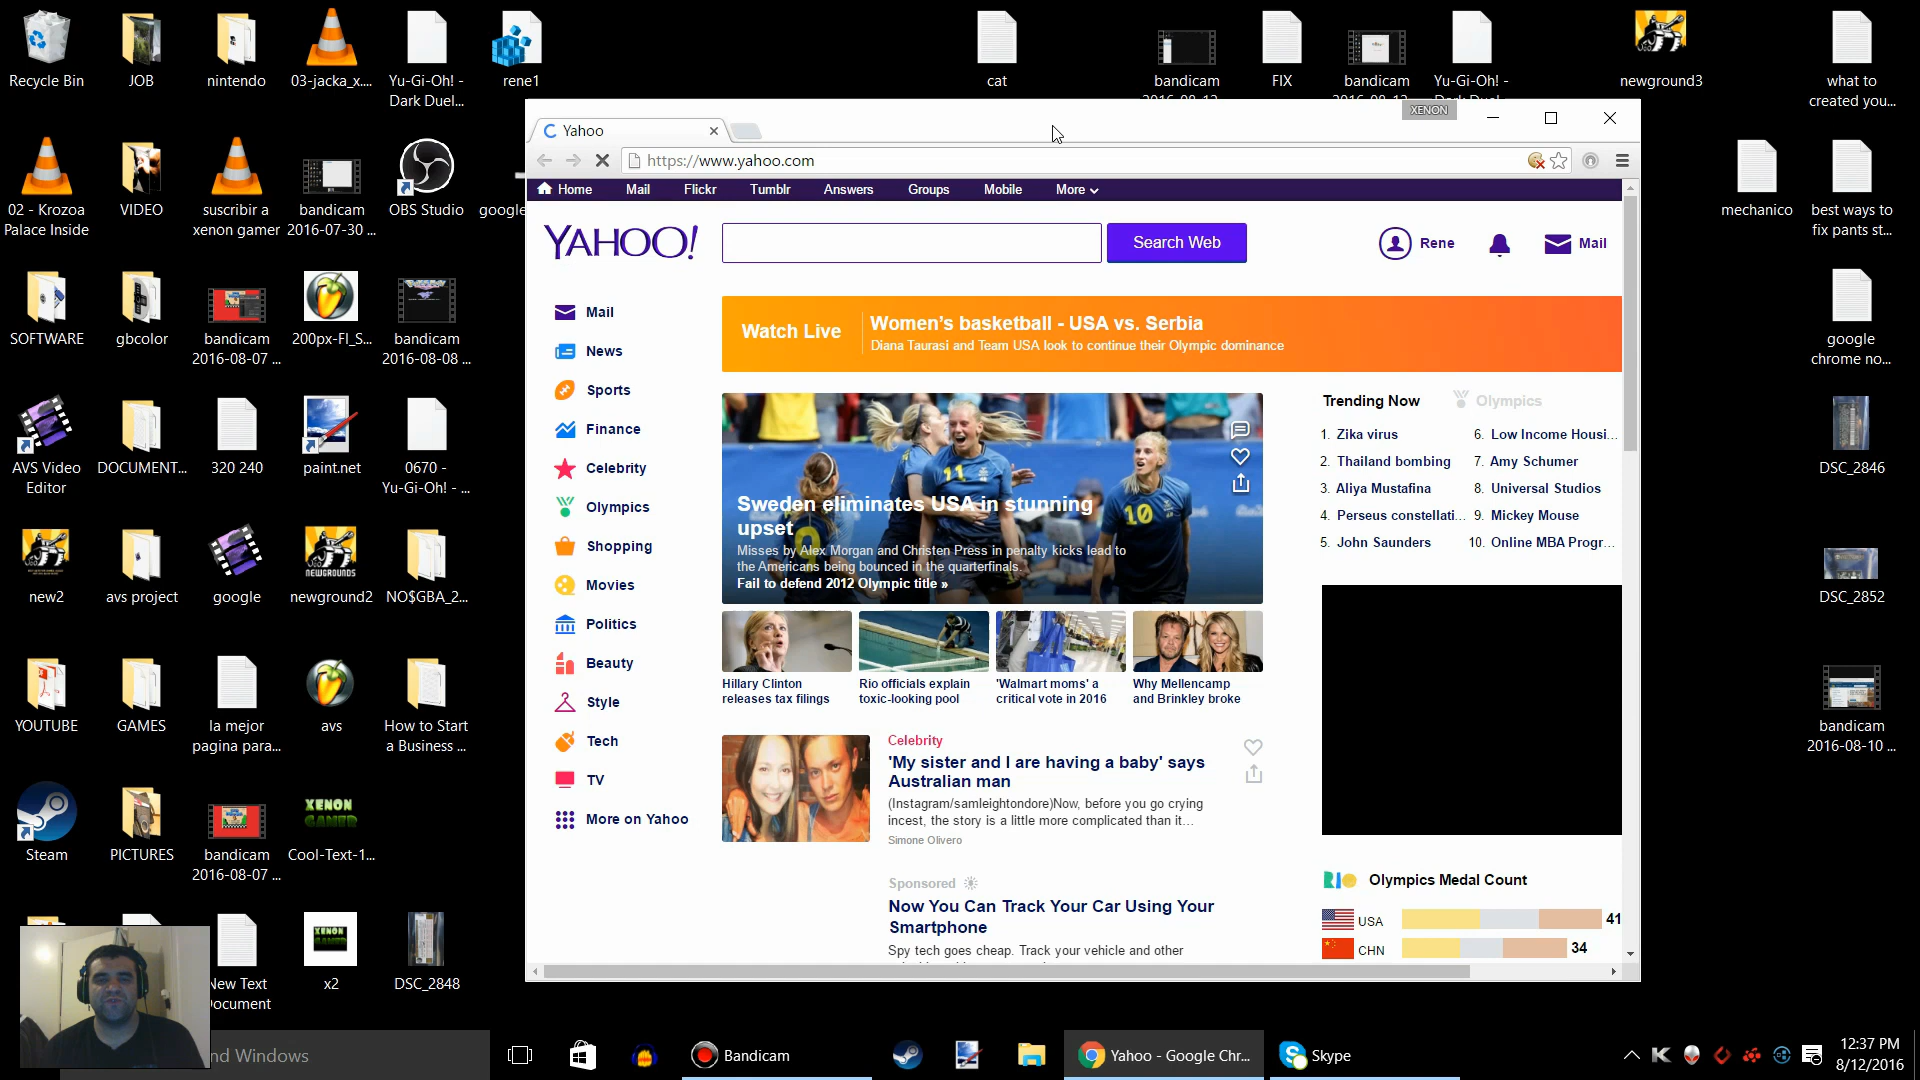 Recycle Bin
JOB
nintendo
03-jacka_x....
Yu-Gi-Oh! -
Dark Duel...
rene1
cat
bandicam
FIX
bandicam
Yu-Gi-Oh! -
newground3
what to
created you...
02 - Krozoa
Palace Inside
VIDEO
suscribir a
xenon gamer
bandicam
2016-07-30 ...
OBS Studio
google
mechanico
best ways to
fix pants st...
SOFTWARE
gbcolor
bandicam
2016-08-07 ...
200px-Fl_S...
bandicam
2016-08-08 ...
google
chrome no...
AVS Video
Editor
DOCUMENT...
320 240
paint.net
0670 -
Yu-Gi-Oh! - ...
DSC_2846
new2
avs project
google
NEWGROUNDS
newground2
NO$GBA_2...
DSC_2852
YOUTUBE
GAMES
la mejor
pagina para...
avs
How to Start
a Business ...
bandicam
2016-08-10 ...
Steam
PICTURES
bandicam
2016-08-07 ...
XENON
GAMER
Cool-Text-1...
New Text
Document
XENON
GAMER
x2
DSC_2848
XENON
Yahoo
https://www.yahoo.com
Home Mail Flickr Tumblr Answers Groups Mobile More
YAHOO!
Search Web
Rene
Mail
Mail
News
Sports
Finance
Celebrity
Olympics
Shopping
Movies
Politics
Beauty
Style
Tech
TV
More on Yahoo
Watch Live
Women's basketball - USA vs. Serbia
Diana Taurasi and Team USA look to continue their Olympic dominance
11
10
Sweden eliminates USA in stunning
upset
Misses by Alex Morgan and Christen Press in penalty kicks lead to
the Americans being bounced in the quarterfinals.
Fail to defend 2012 Olympic title »
Hillary Clinton
releases tax filings
Rio officials explain
toxic-looking pool
'Walmart moms' a
critical vote in 2016
Why Mellencamp
and Brinkley broke
Celebrity
'My sister and I are having a baby' says
Australian man
(Instagram/samleightondore)Now, before you go crying
incest, the story is a little more complicated than it...
Simone Olivero
Sponsored
Now You Can Track Your Car Using Your
Smartphone
Spy tech goes cheap. Track your vehicle and other
Trending Now
Olympics
1. Zika virus
2. Thailand bombing
3. Aliya Mustafina
4. Perseus constellati...
5. John Saunders
6. Low Income Housi...
7. Amy Schumer
8. Universal Studios
9. Mickey Mouse
10. Online MBA Progr...
RIO
Olympics Medal Count
USA 41
CHN 34
nd Windows
Bandicam
Yahoo - Google Chr...
Skype
12:37 PM
8/12/2016